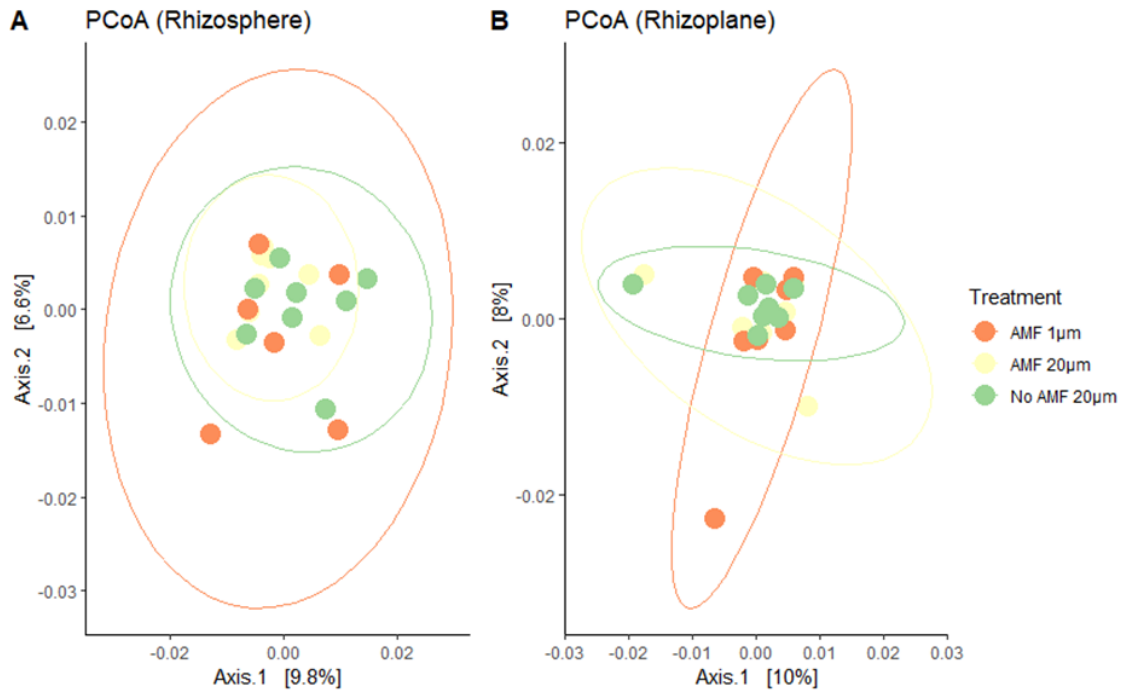 A PCoA (Rhizosphere)
0.02
0.01
0.00
-0.01
-0.02
-0.03
Axis.2 [6.6%]
-0.02 0.00 0.02
Axis.1 [9.8%]
B PCoA (Rhizoplane)
0.02
0.00
-0.02
Axis.2 [8%]
-0.03 -0.02 -0.01 0.00 0.01 0.02 0.03
Axis.1 [10%]
Treatment
AMF 1µm
AMF 20µm
No AMF 20µm